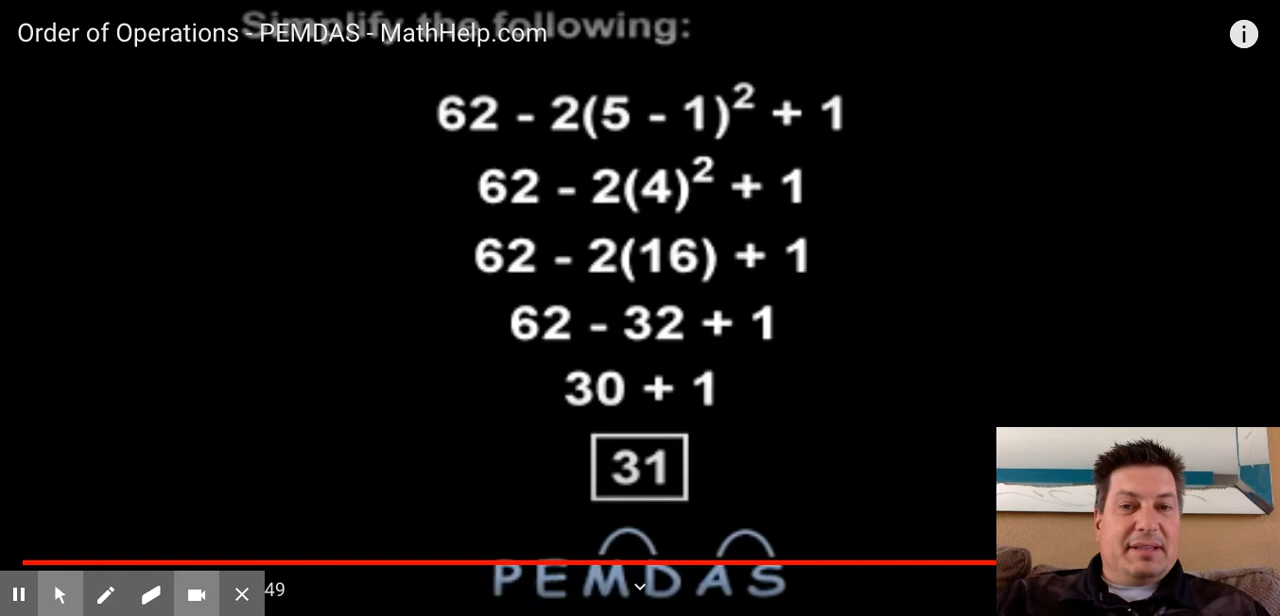 Simplify the following:
Order of Operations - PEMDAS - MathHelp.com
62 - 2(5 - 1)² + 1
62 - 2(4)² + 1
62 - 2(16) + 1
62 - 32 + 1
30 + 1
31
PEMDAS
49